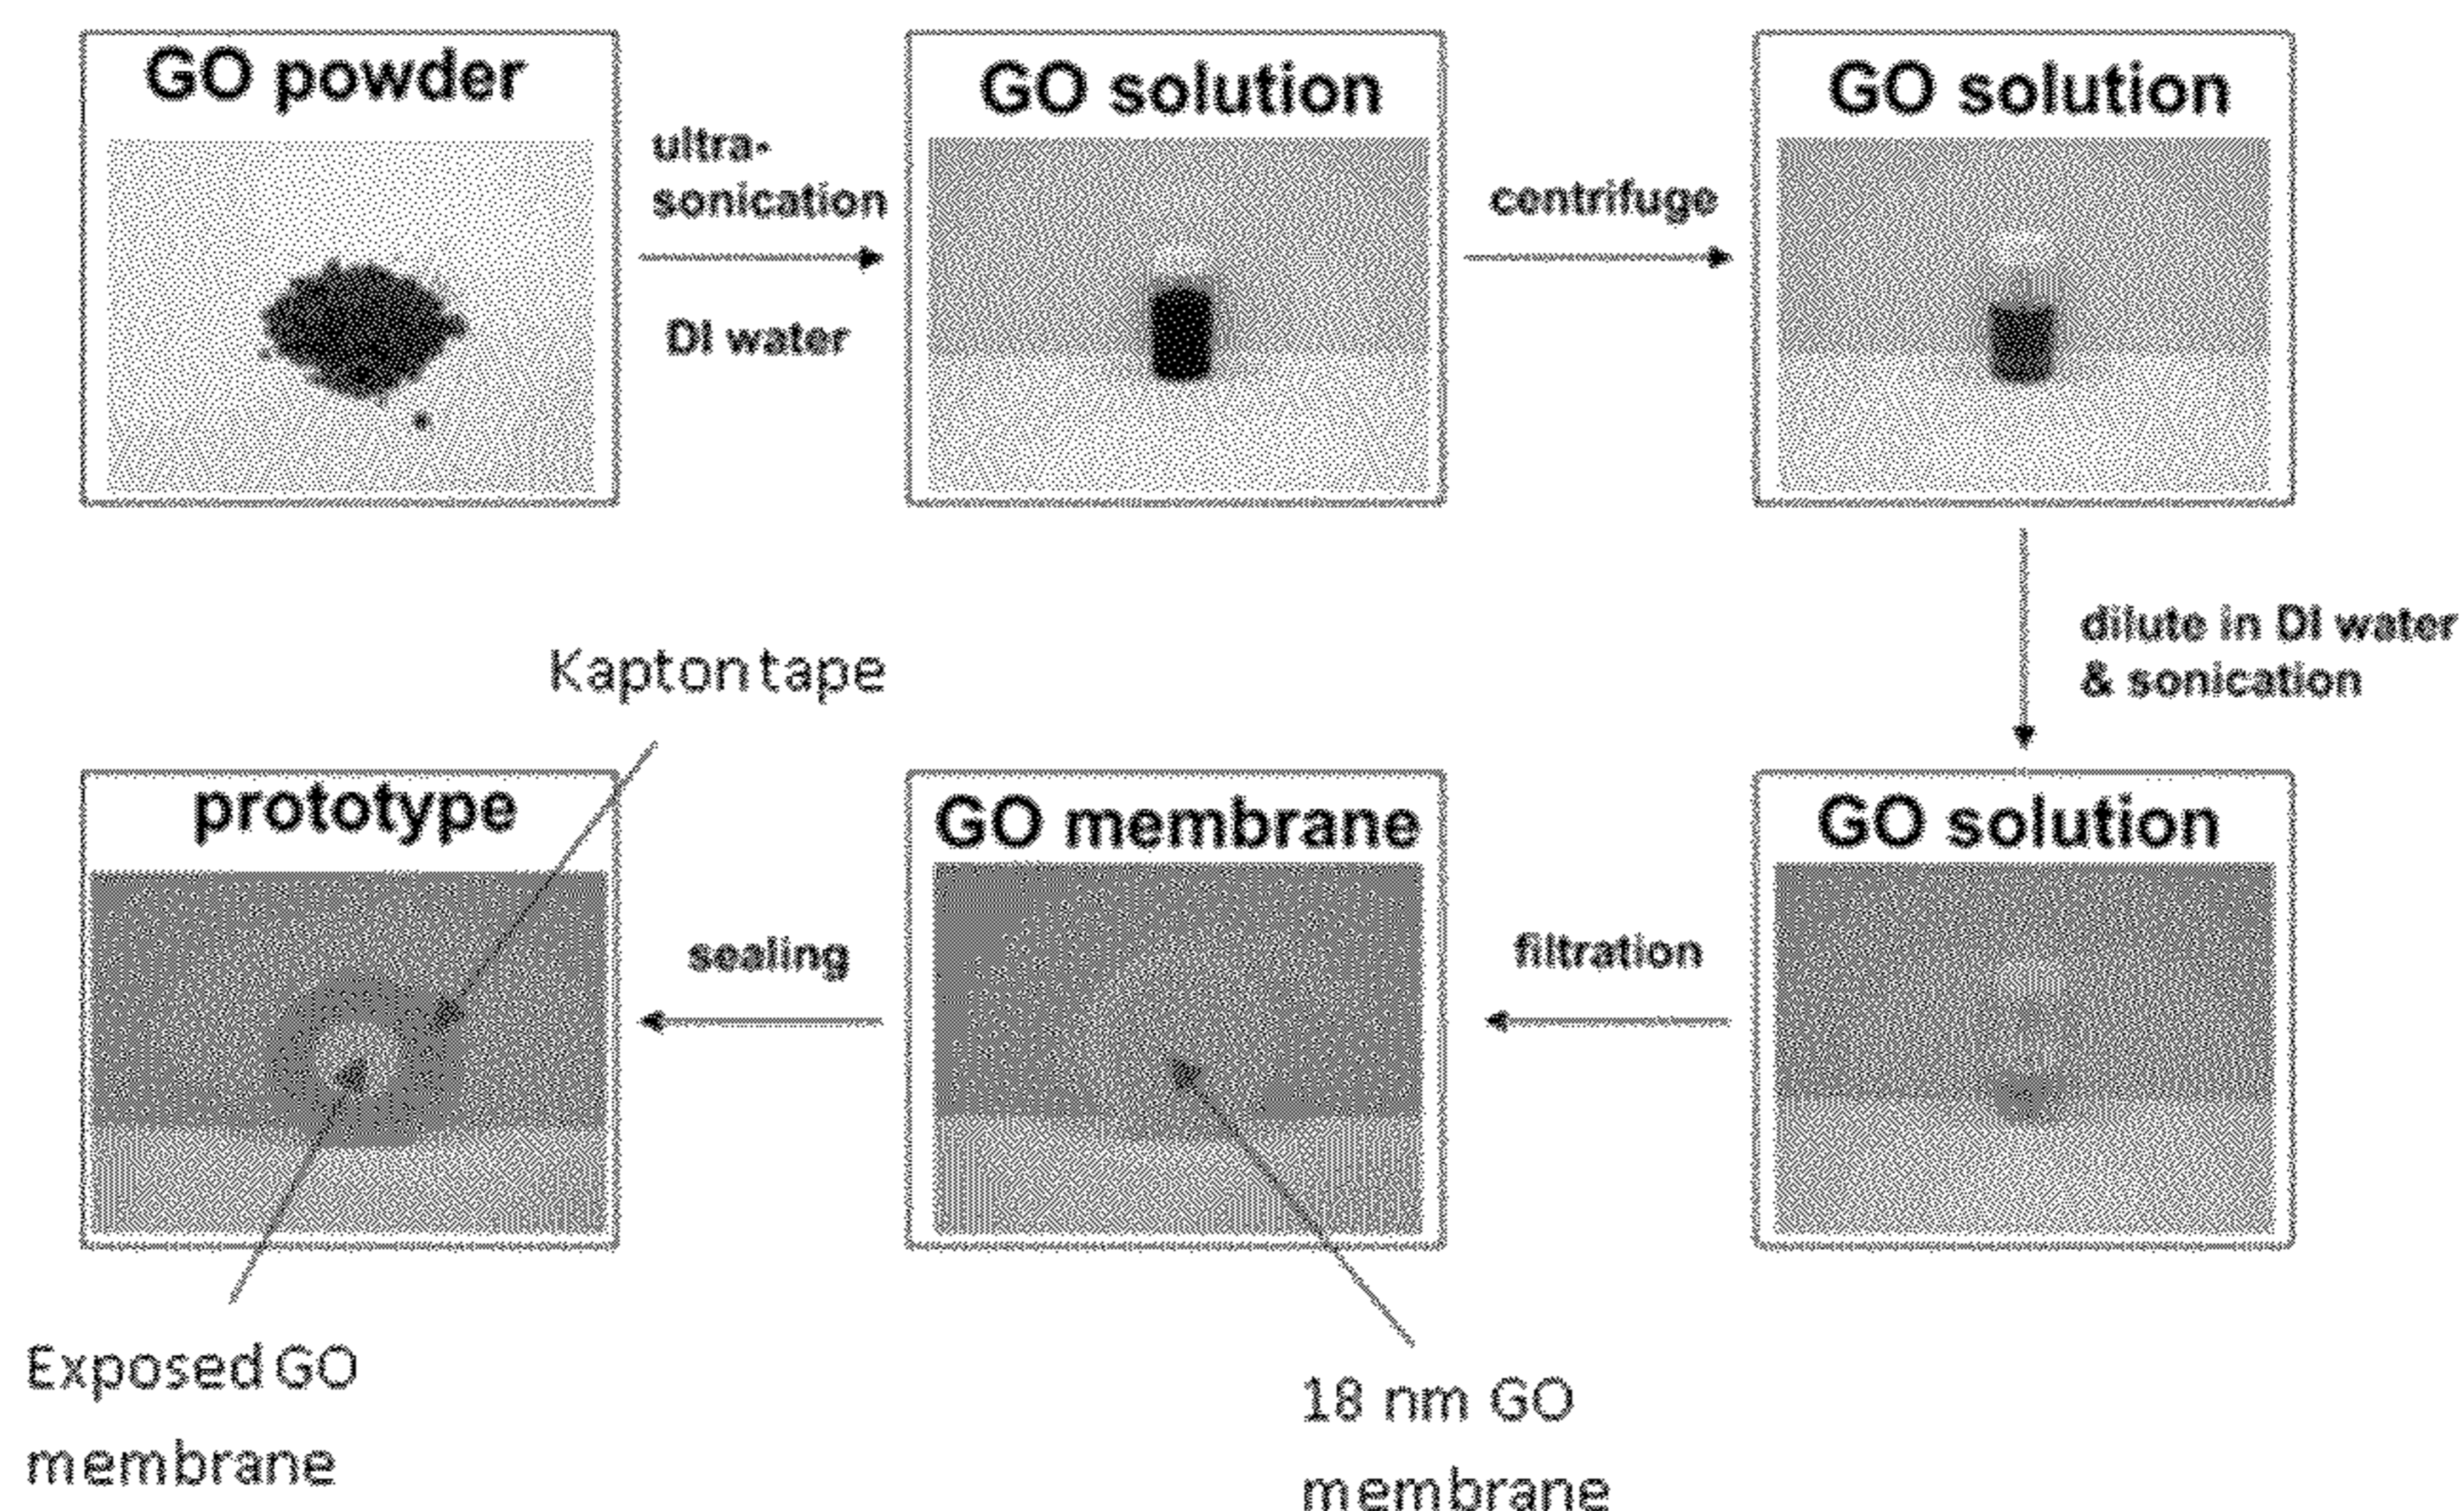 GO powder
ultra-
sonication
DI water
GO solution
centrifuge
GO solution
dilute in DI water
& sonication
GO solution
filtration
GO membrane
18 nm GO
membrane
sealing
prototype
Kapton tape
Exposed GO
membrane